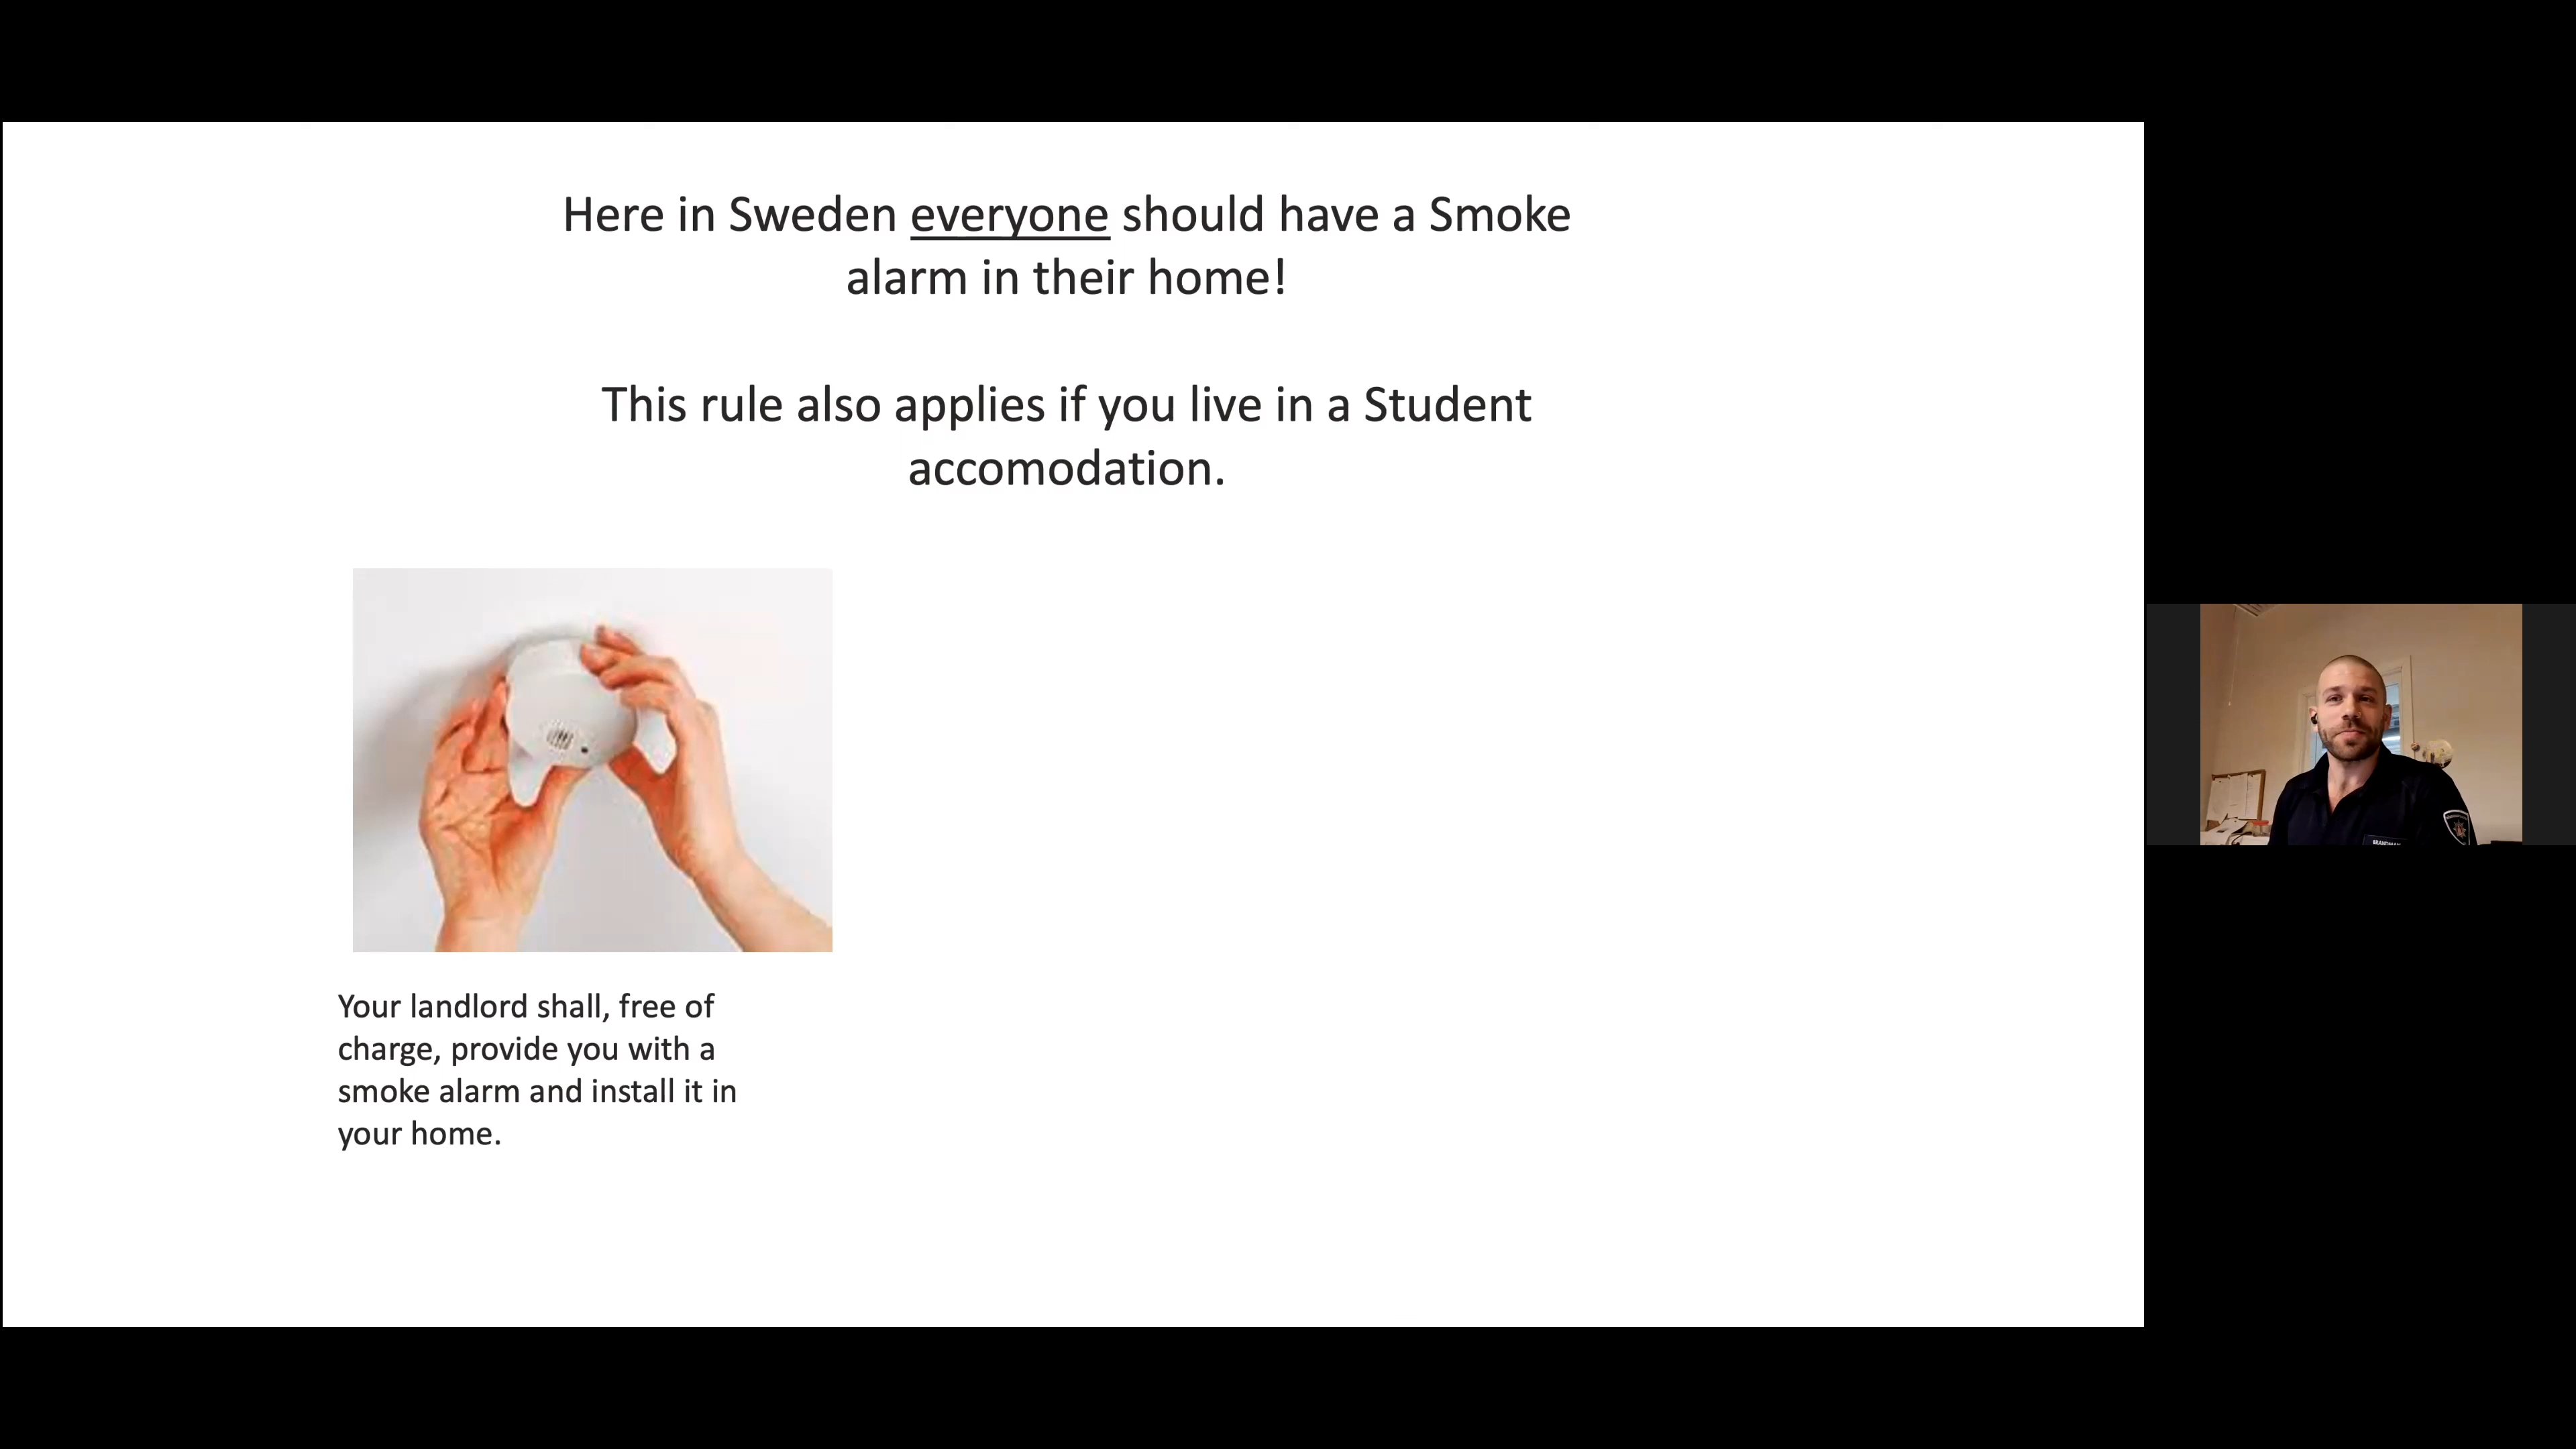 Here in Sweden everyone should have a Smoke
alarm in their home!
This rule also applies if you live in a Student
accomodation.
Your landlord shall, free of
charge, provide you with a
smoke alarm and install it in
your home.